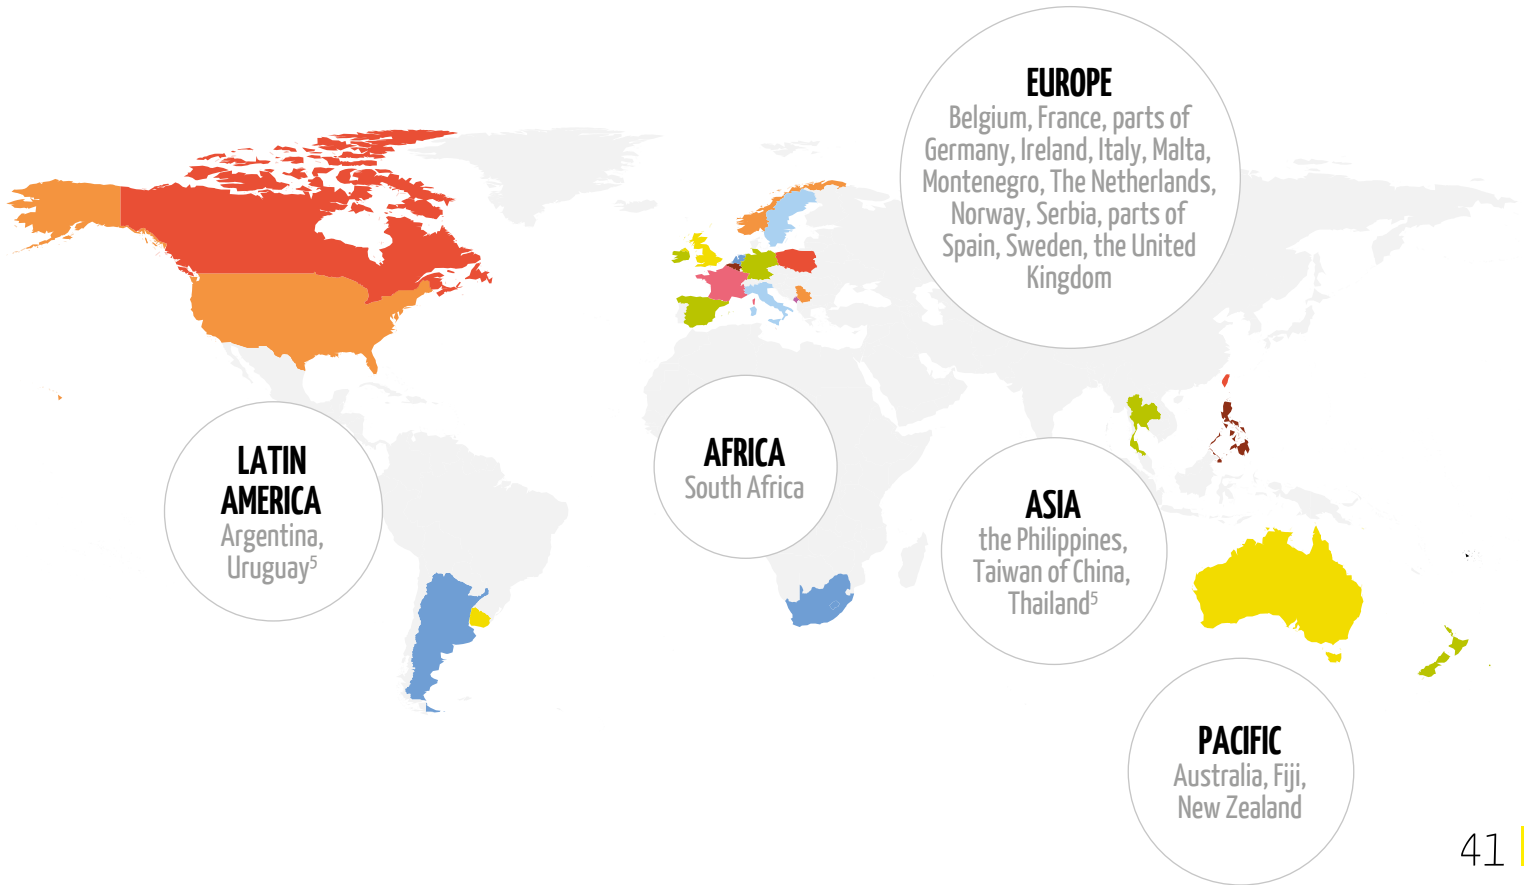 EUROPE
Belgium, France, parts of
Germany, Ireland, Italy, Malta,
Montenegro, The Netherlands,
Norway, Serbia, parts of
Spain, Sweden, the United
Kingdom
LATIN
AMERICA
Argentina,
Uruguay⁵
AFRICA
South Africa
ASIA
the Philippines,
Taiwan of China,
Thailand⁵
PACIFIC
Australia, Fiji,
New Zealand
41